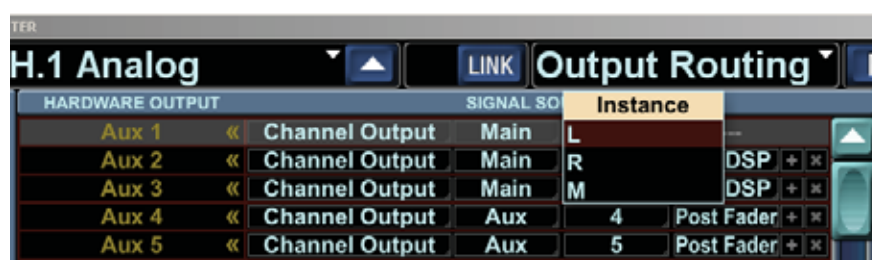 TER
H.1 Analog LINK Output Routing
HARDWARE OUTPUT SIGNAL SO Instance
Aux 1 « Channel Output Main L ---
Aux 2 « Channel Output Main R DSP + ×
Aux 3 « Channel Output Main M DSP + ×
Aux 4 « Channel Output Aux 4 Post Fader + ×
Aux 5 « Channel Output Aux 5 Post Fader + ×